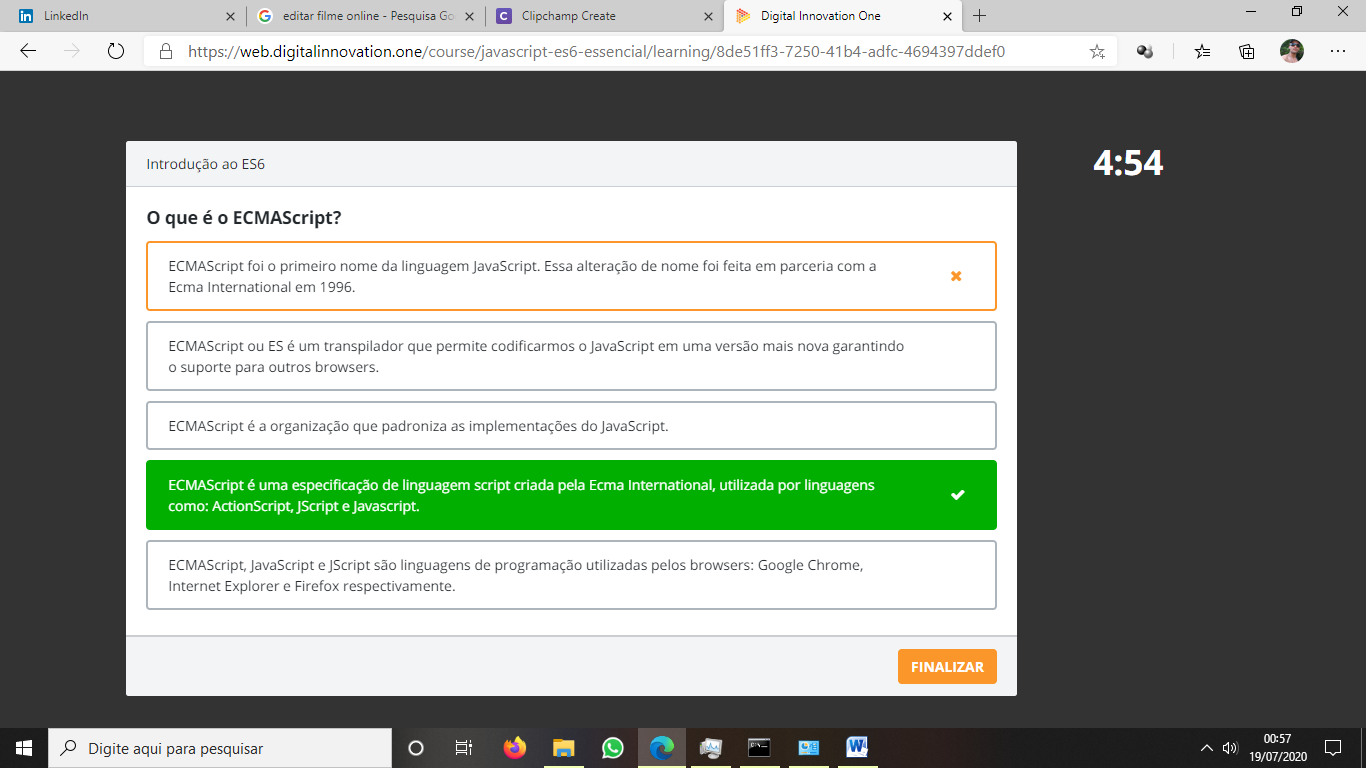 LinkedIn
editar filme online - Pesquisa Go
Clipchamp Create
Digital Innovation One
https://web.digitalinnovation.one/course/javascript-es6-essencial/learning/8de51ff3-7250-41b4-adfc-4694397ddef0
Introdução ao ES6
4:54
O que é o ECMAScript?
ECMAScript foi o primeiro nome da linguagem JavaScript. Essa alteração de nome foi feita em parceria com a
Ecma International em 1996.
ECMAScript ou ES é um transpilador que permite codificarmos o JavaScript em uma versão mais nova garantindo
o suporte para outros browsers.
ECMAScript é a organização que padroniza as implementações do JavaScript.
ECMAScript é uma especificação de linguagem script criada pela Ecma International, utilizada por linguagens
como: ActionScript, JScript e Javascript.
ECMAScript, JavaScript e JScript são linguagens de programação utilizadas pelos browsers: Google Chrome,
Internet Explorer e Firefox respectivamente.
FINALIZAR
Digite aqui para pesquisar
00:57
19/07/2020